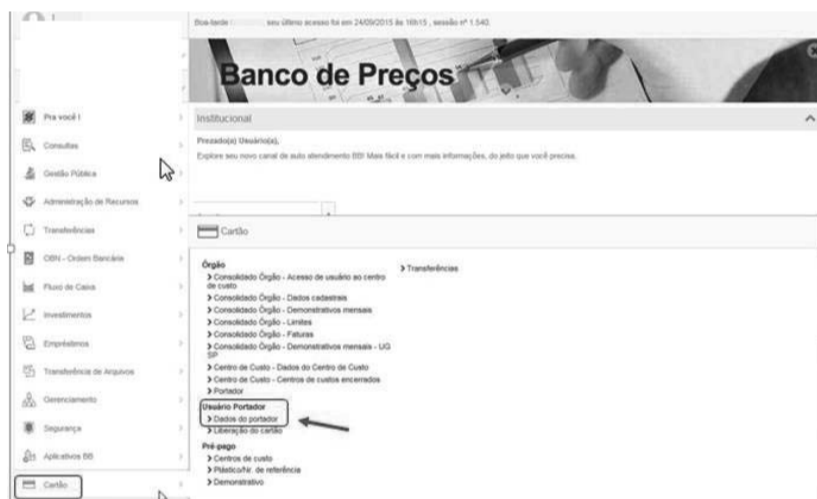 Boa-tarde
seu último acesso foi em 24/09/2015 às 16h15 , sessão nº 1.540.
Banco de Preços
Pra você !
Consultas
Gestão Pública
Administração de Recursos
Transferências
OBN - Ordem Bancária
Fluxo de Caixa
Investimentos
Empréstimos
Transferência de Arquivos
Gerenciamento
Segurança
Aplicativos BB
Cartão
Institucional
Prezado(a) Usuário(a),
Explore seu novo canal de auto atendimento BB! Mais fácil e com mais informações, do jeito que você precisa.
Cartão
Órgão
Consolidado Órgão - Acesso de usuário ao centro
de custo
Consolidado Órgão - Dados cadastrais
Consolidado Órgão - Demonstrativos mensais
Consolidado Órgão - Limites
Consolidado Órgão - Faturas
Consolidado Órgão - Demonstrativos mensais - UG
SP
Centro de Custo - Dados do Centro de Custo
Centro de Custo - Centros de custos encerrados
Portador
Usuário Portador
Dados do portador
Liberação do cartão
Pré-pago
Centros de custo
Plástico/Nr. de referência
Demonstrativo
Transferências